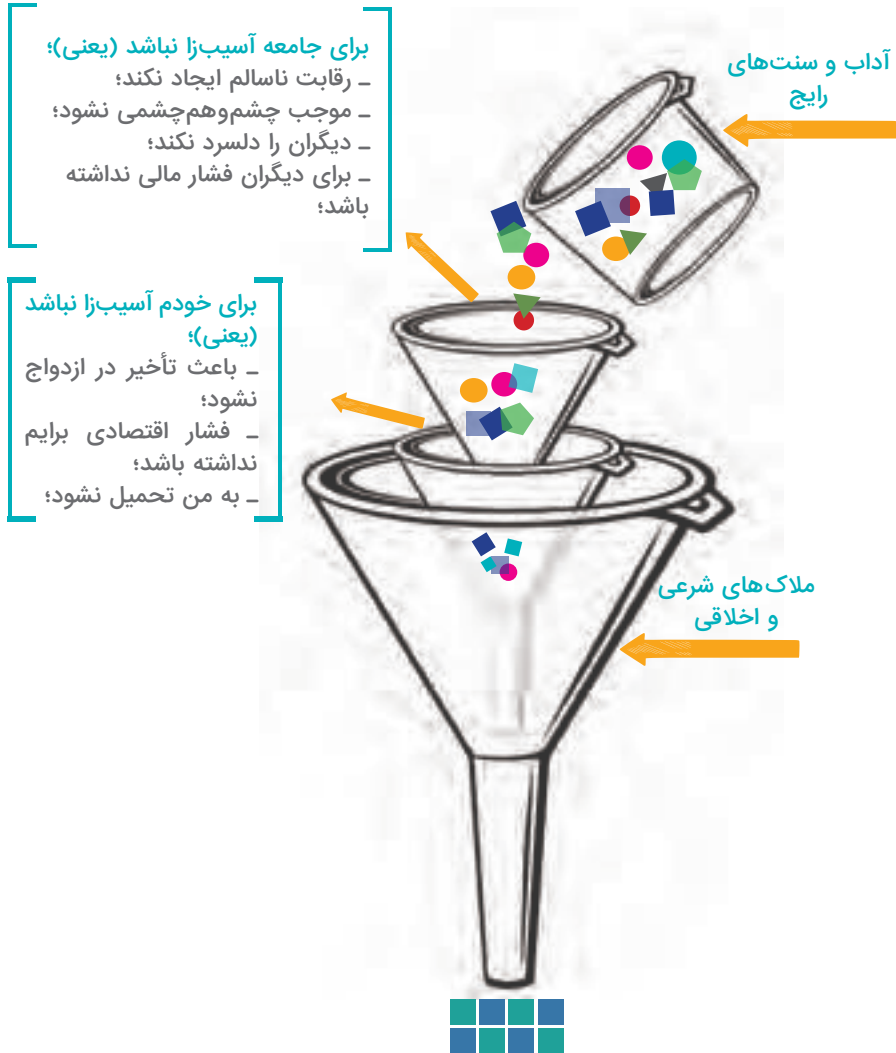 آداب و سنت‌های
رایج
برای جامعه آسیب‌زا نباشد (یعنی)؛
ـ رقابت ناسالم ایجاد نکند؛
ـ موجب چشم‌وهم‌چشمی نشود؛
ـ دیگران را دلسرد نکند؛
ـ برای دیگران فشار مالی نداشته
باشد؛
برای خودم آسیب‌زا نباشد
(یعنی)؛
ـ باعث تأخیر در ازدواج
نشود؛
ـ فشار اقتصادی برایم
نداشته باشد؛
ـ به من تحمیل نشود؛
ملاک‌های شرعی
و اخلاقی